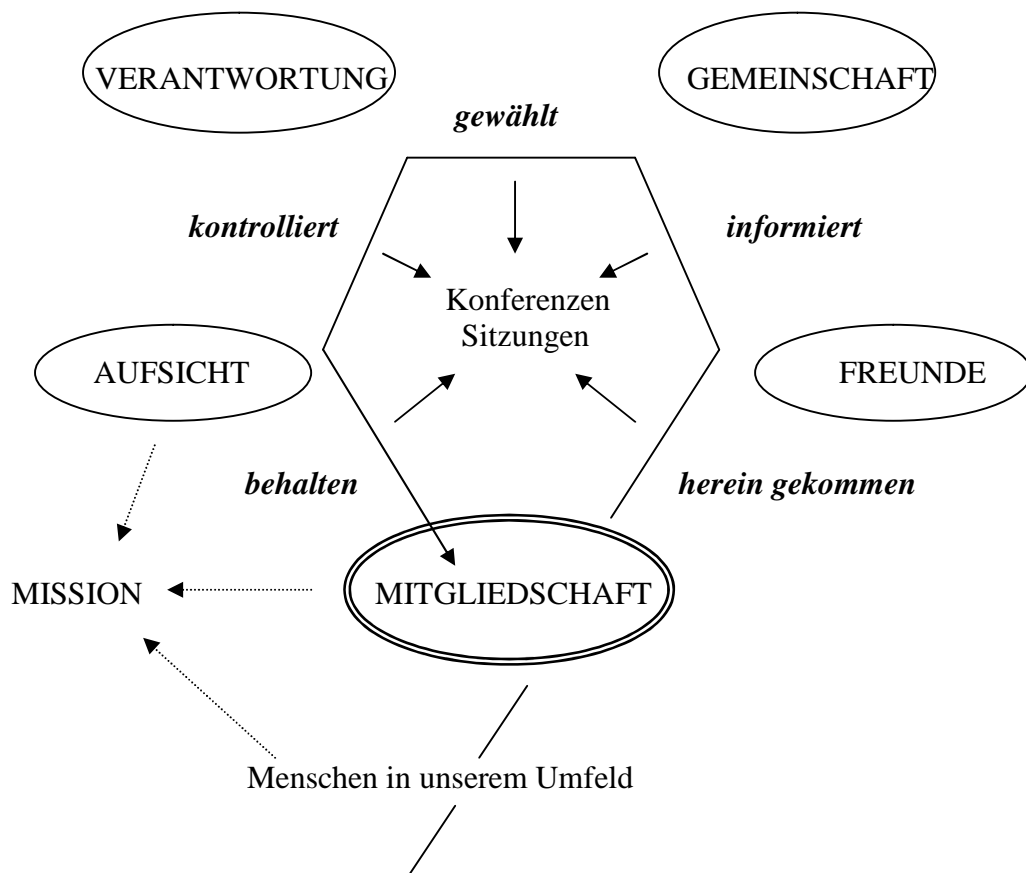 VERANTWORTUNG
GEMEINSCHAFT
gewählt
kontrolliert
informiert
Konferenzen
Sitzungen
AUFSICHT
FREUNDE
behalten
herein gekommen
MISSION
MITGLIEDSCHAFT
Menschen in unserem Umfeld